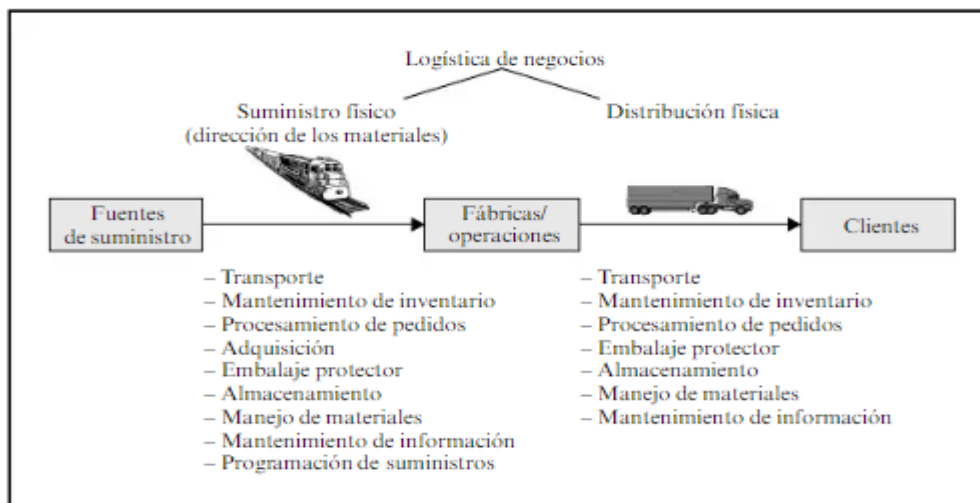 Logística de negocios
Suministro físico
(dirección de los materiales)
Distribución física
Fuentes
de suministro
Fábricas/
operaciones
Clientes
– Transporte
– Mantenimiento de inventario
– Procesamiento de pedidos
– Adquisición
– Embalaje protector
– Almacenamiento
– Manejo de materiales
– Mantenimiento de información
– Programación de suministros
– Transporte
– Mantenimiento de inventario
– Procesamiento de pedidos
– Embalaje protector
– Almacenamiento
– Manejo de materiales
– Mantenimiento de información